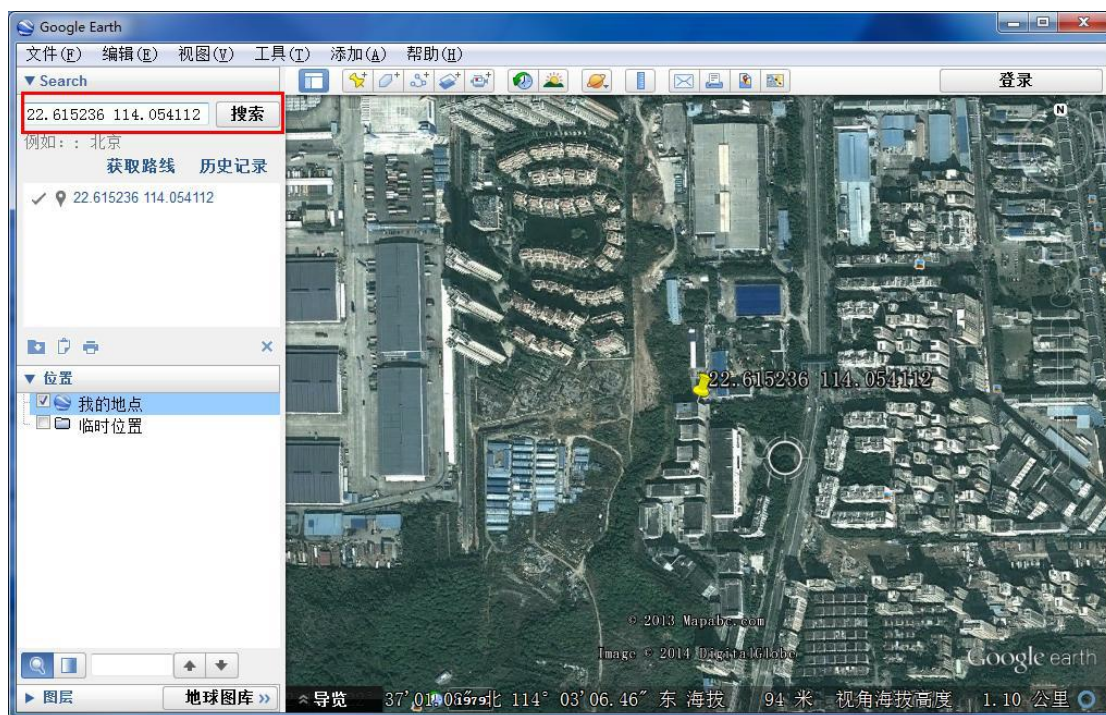 Google Earth
文件(F) 编辑(E) 视图(V) 工具(T) 添加(A) 帮助(H)
Search
登录
22.615236 114.054112 搜索
例如:: 北京
获取路线 历史记录
22.615236 114.054112
位置
我的地点
临时位置
N
22.615236 114.054112
© 2013 Mapabc.com
Image © 2014 DigitalGlobe
Google earth
图层 地球图库 »
导览 37'01.08"北 114° 03'06.46" 东 海拔 94 米 视角海拔高度 1.10 公里